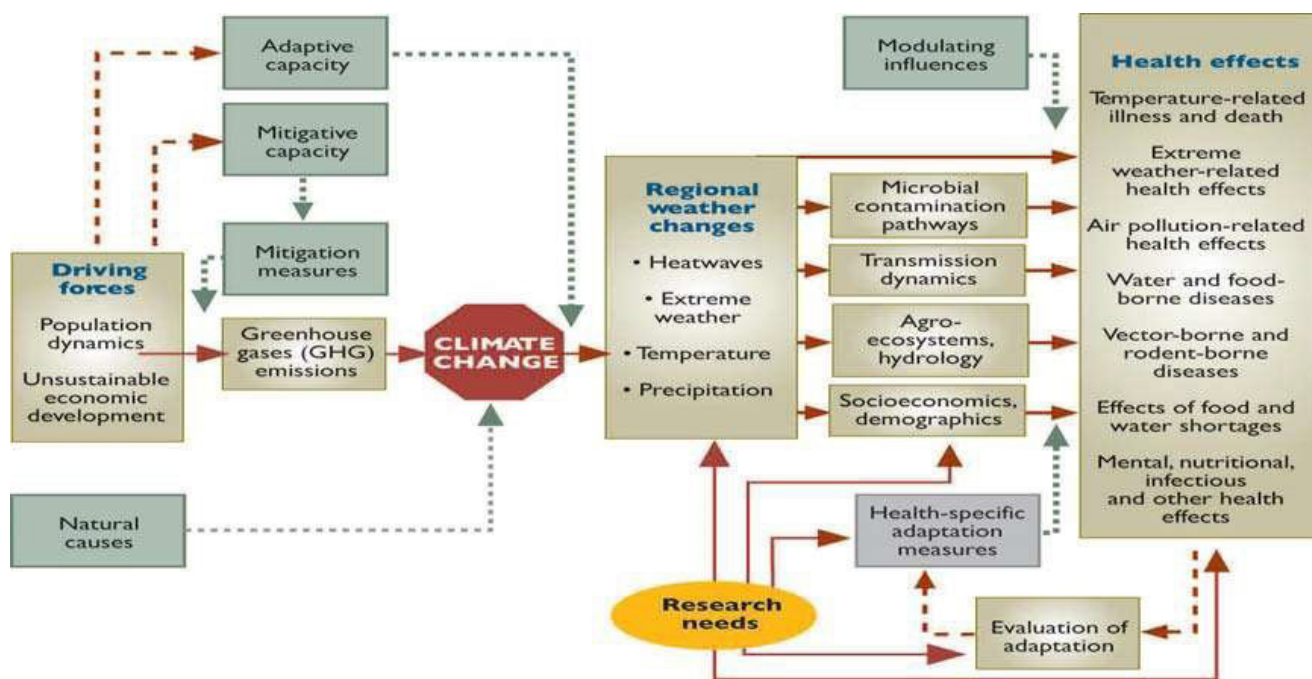 Adaptive
capacity
Mitigative
capacity
Mitigation
measures
Driving
forces
Population
dynamics
Unsustainable
economic
development
Greenhouse
gases (GHG)
emissions
CLIMATE
CHANGE
Natural
causes
Regional
weather
changes
• Heatwaves
• Extreme
weather
• Temperature
• Precipitation
Modulating
influences
Microbial
contamination
pathways
Transmission
dynamics
Agro-
ecosystems,
hydrology
Socioeconomics,
demographics
Health-specific
adaptation
measures
Research
needs
Evaluation of
adaptation
Health effects
Temperature-related
illness and death
Extreme
weather-related
health effects
Air pollution-related
health effects
Water and food-
borne diseases
Vector-borne and
rodent-borne
diseases
Effects of food and
water shortages
Mental, nutritional,
infectious
and other health
effects